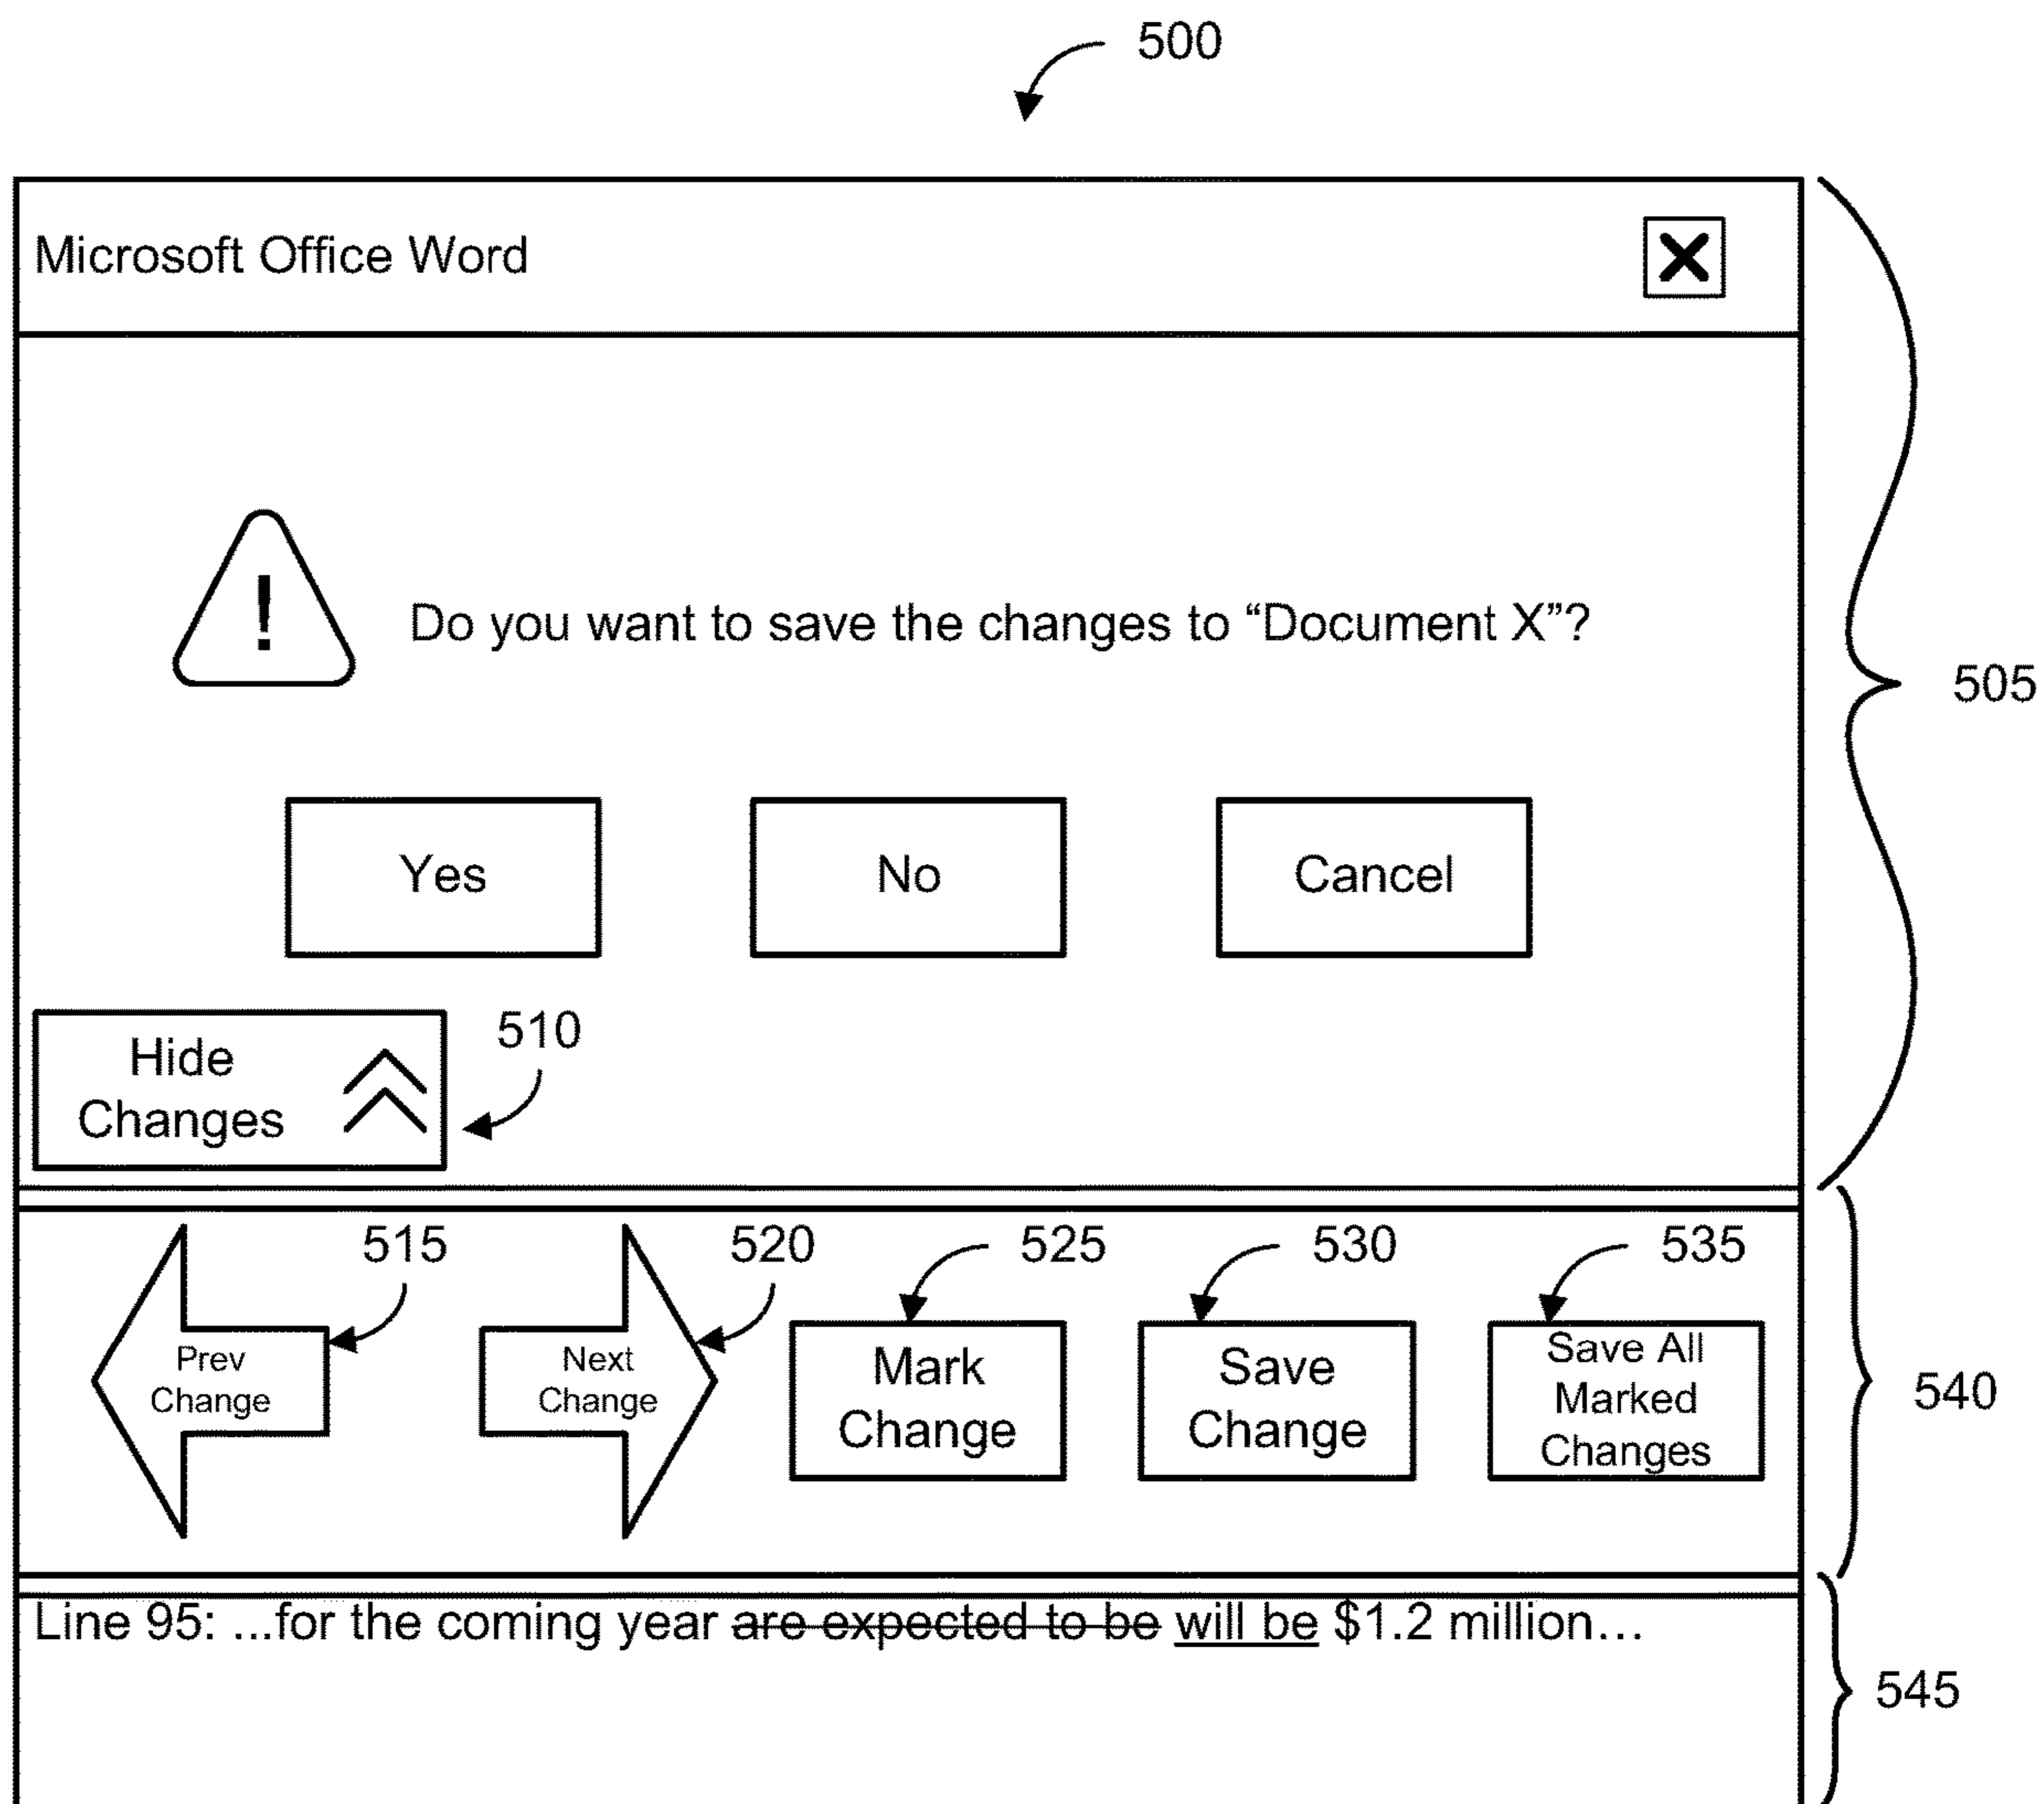 500
Microsoft Office Word
! Do you want to save the changes to “Document X”?
505
Yes No Cancel
Hide
Changes
510
515 520 525 530 535
Prev
Change
Next
Change
Mark
Change
Save
Change
Save All
Marked
Changes
540
Line 95: ...for the coming year are expected to be will be $1.2 million...
545